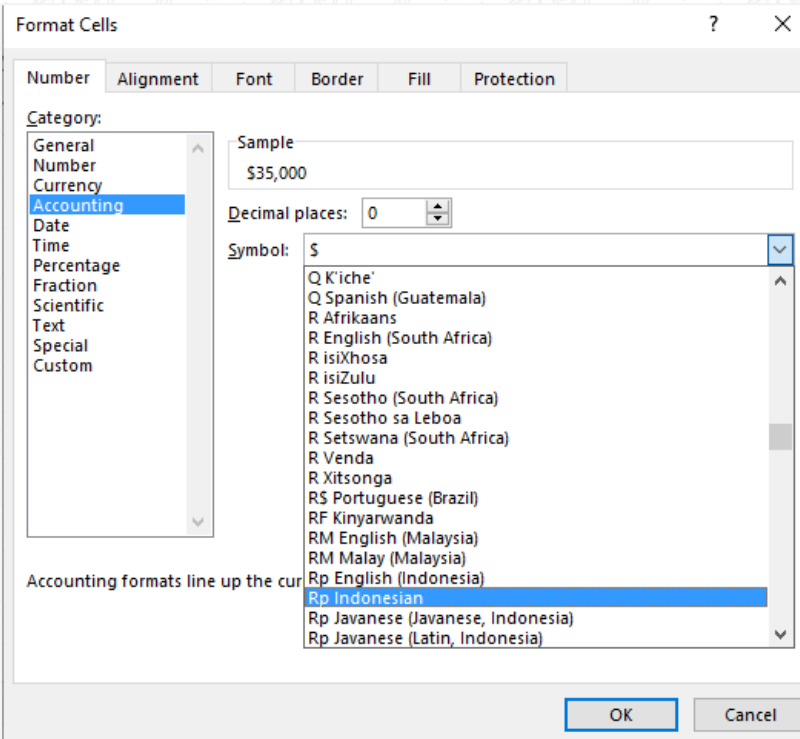 Format Cells
?
Number Alignment Font Border Fill Protection
Category:
General
Number
Currency
Accounting
Date
Time
Percentage
Fraction
Scientific
Text
Special
Custom
Sample
$35,000
Decimal places: 0
Symbol: $
Q K'iche'
Q Spanish (Guatemala)
R Afrikaans
R English (South Africa)
R isiXhosa
R isiZulu
R Sesotho (South Africa)
R Sesotho sa Leboa
R Setswana (South Africa)
R Venda
R Xitsonga
R$ Portuguese (Brazil)
RF Kinyarwanda
RM English (Malaysia)
RM Malay (Malaysia)
Rp English (Indonesia)
Rp Indonesian
Rp Javanese (Javanese, Indonesia)
Rp Javanese (Latin, Indonesia)
Accounting formats line up the cur
OK Cancel